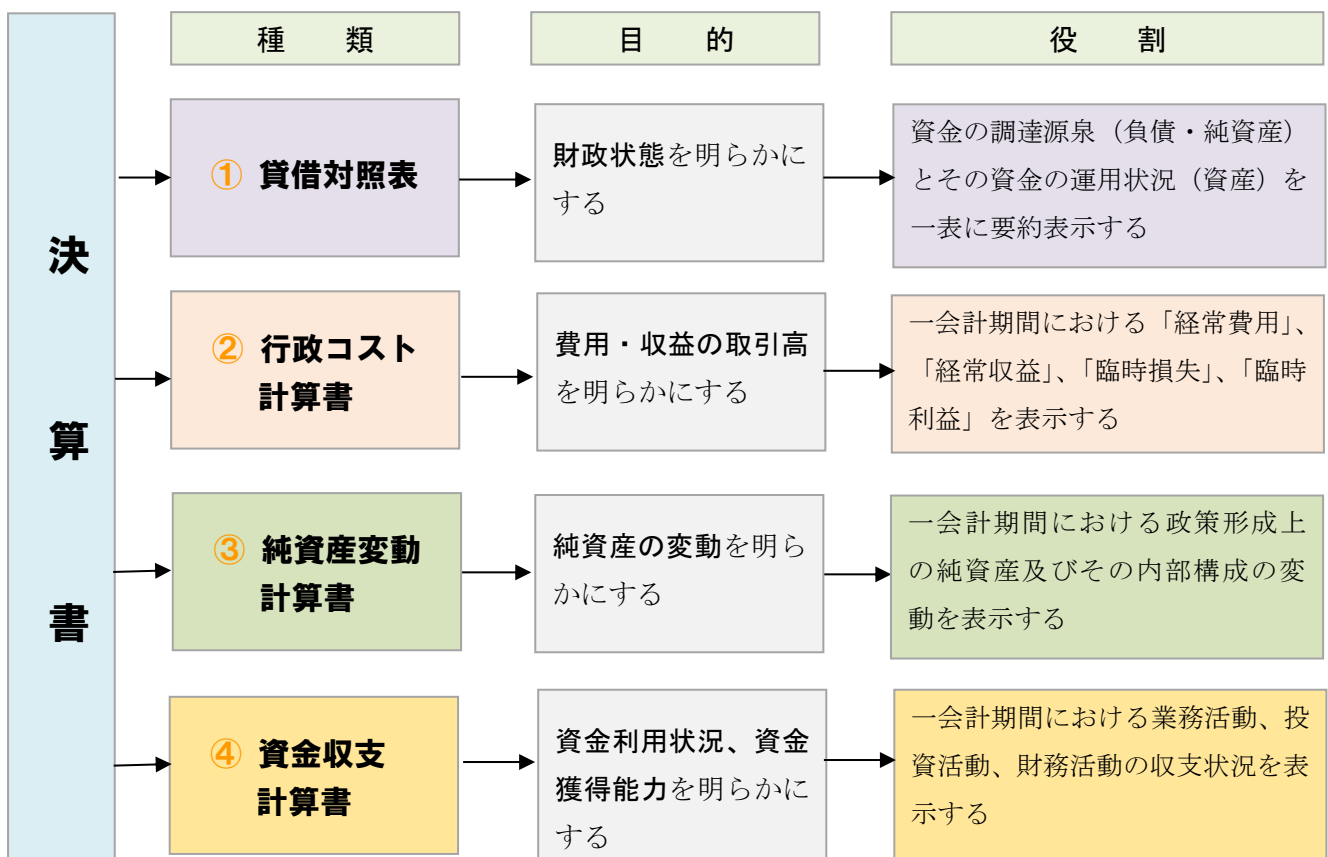 種 類
目 的
役 割
決
算
書
① 貸借対照表
財政状態を明らかに
する
資金の調達源泉（負債・純資産）
とその資金の運用状況（資産）を
一表に要約表示する
② 行政コスト
計算書
費用・収益の取引高
を明らかにする
一会計期間における「経常費用」、
「経常収益」、「臨時損失」、「臨時
利益」を表示する
③ 純資産変動
計算書
純資産の変動を明ら
かにする
一会計期間における政策形成上
の純資産及びその内部構成の変
動を表示する
④ 資金収支
計算書
資金利用状況、資金
獲得能力を明らかに
する
一会計期間における業務活動、投
資活動、財務活動の収支状況を表
示する